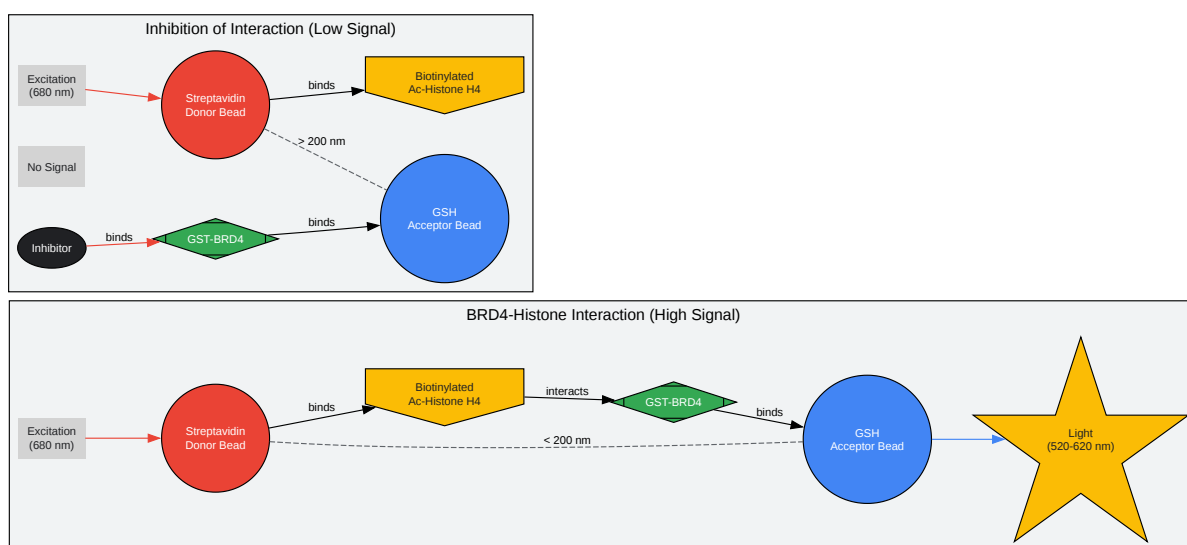 Inhibition of Interaction (Low Signal)
Excitation
(680 nm)
Streptavidin
Donor Bead
binds
Biotinylated
Ac-Histone H4
> 200 nm
No Signal
GSH
Acceptor Bead
Inhibitor
binds
GST-BRD4
binds
BRD4-Histone Interaction (High Signal)
Excitation
(680 nm)
Streptavidin
Donor Bead
binds
Biotinylated
Ac-Histone H4
interacts
GST-BRD4
binds
< 200 nm
GSH
Acceptor Bead
Light
(520-620 nm)